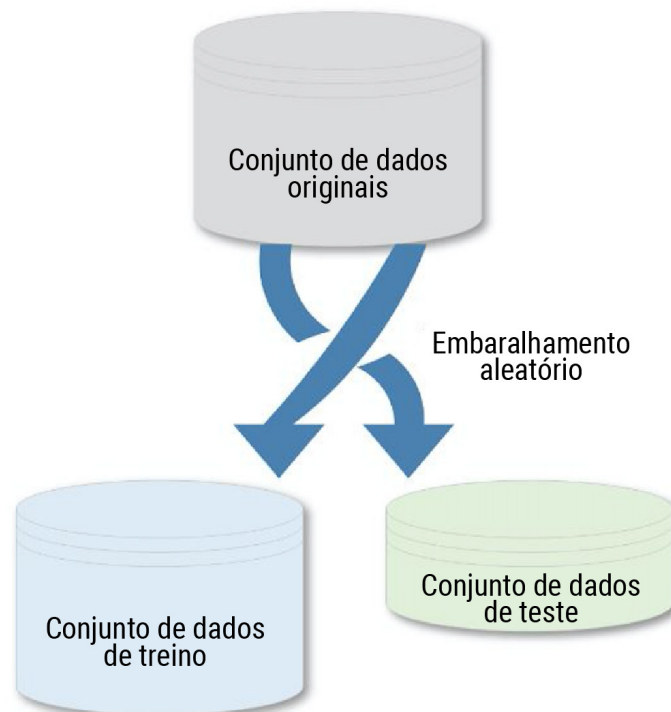 Conjunto de dados
originais
Embaralhamento
aleatório
Conjunto de dados
de treino
Conjunto de dados
de teste